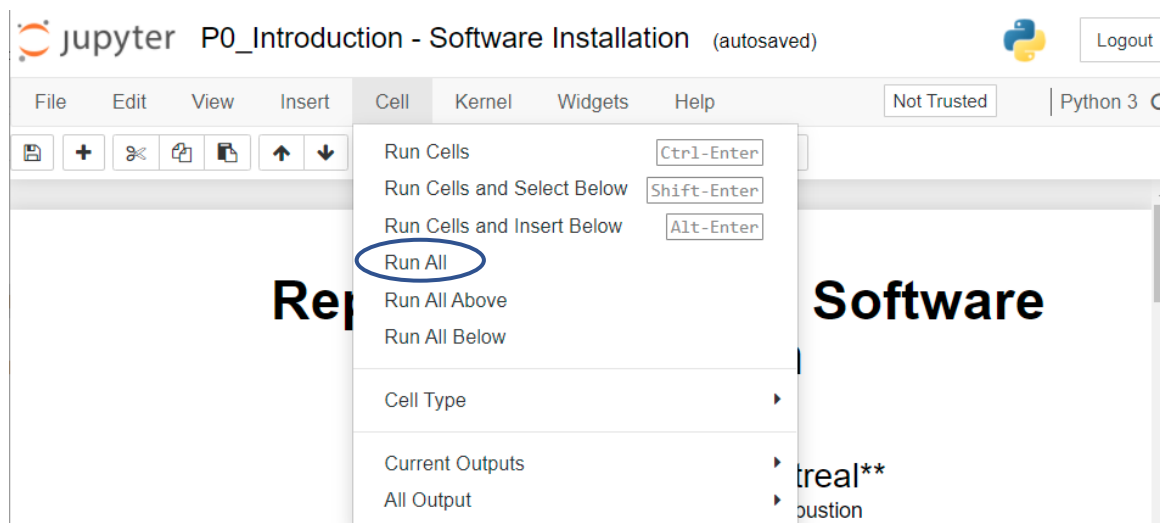 jupyter P0_Introduction - Software Installation (autosaved) Logout
File Edit View Insert Cell Kernel Widgets Help Not Trusted Python 3
Run Cells Ctrl-Enter
Run Cells and Select Below Shift-Enter
Run Cells and Insert Below Alt-Enter
Run All
Run All Above
Run All Below
Software
Cell Type
Current Outputs
treal**
All Output